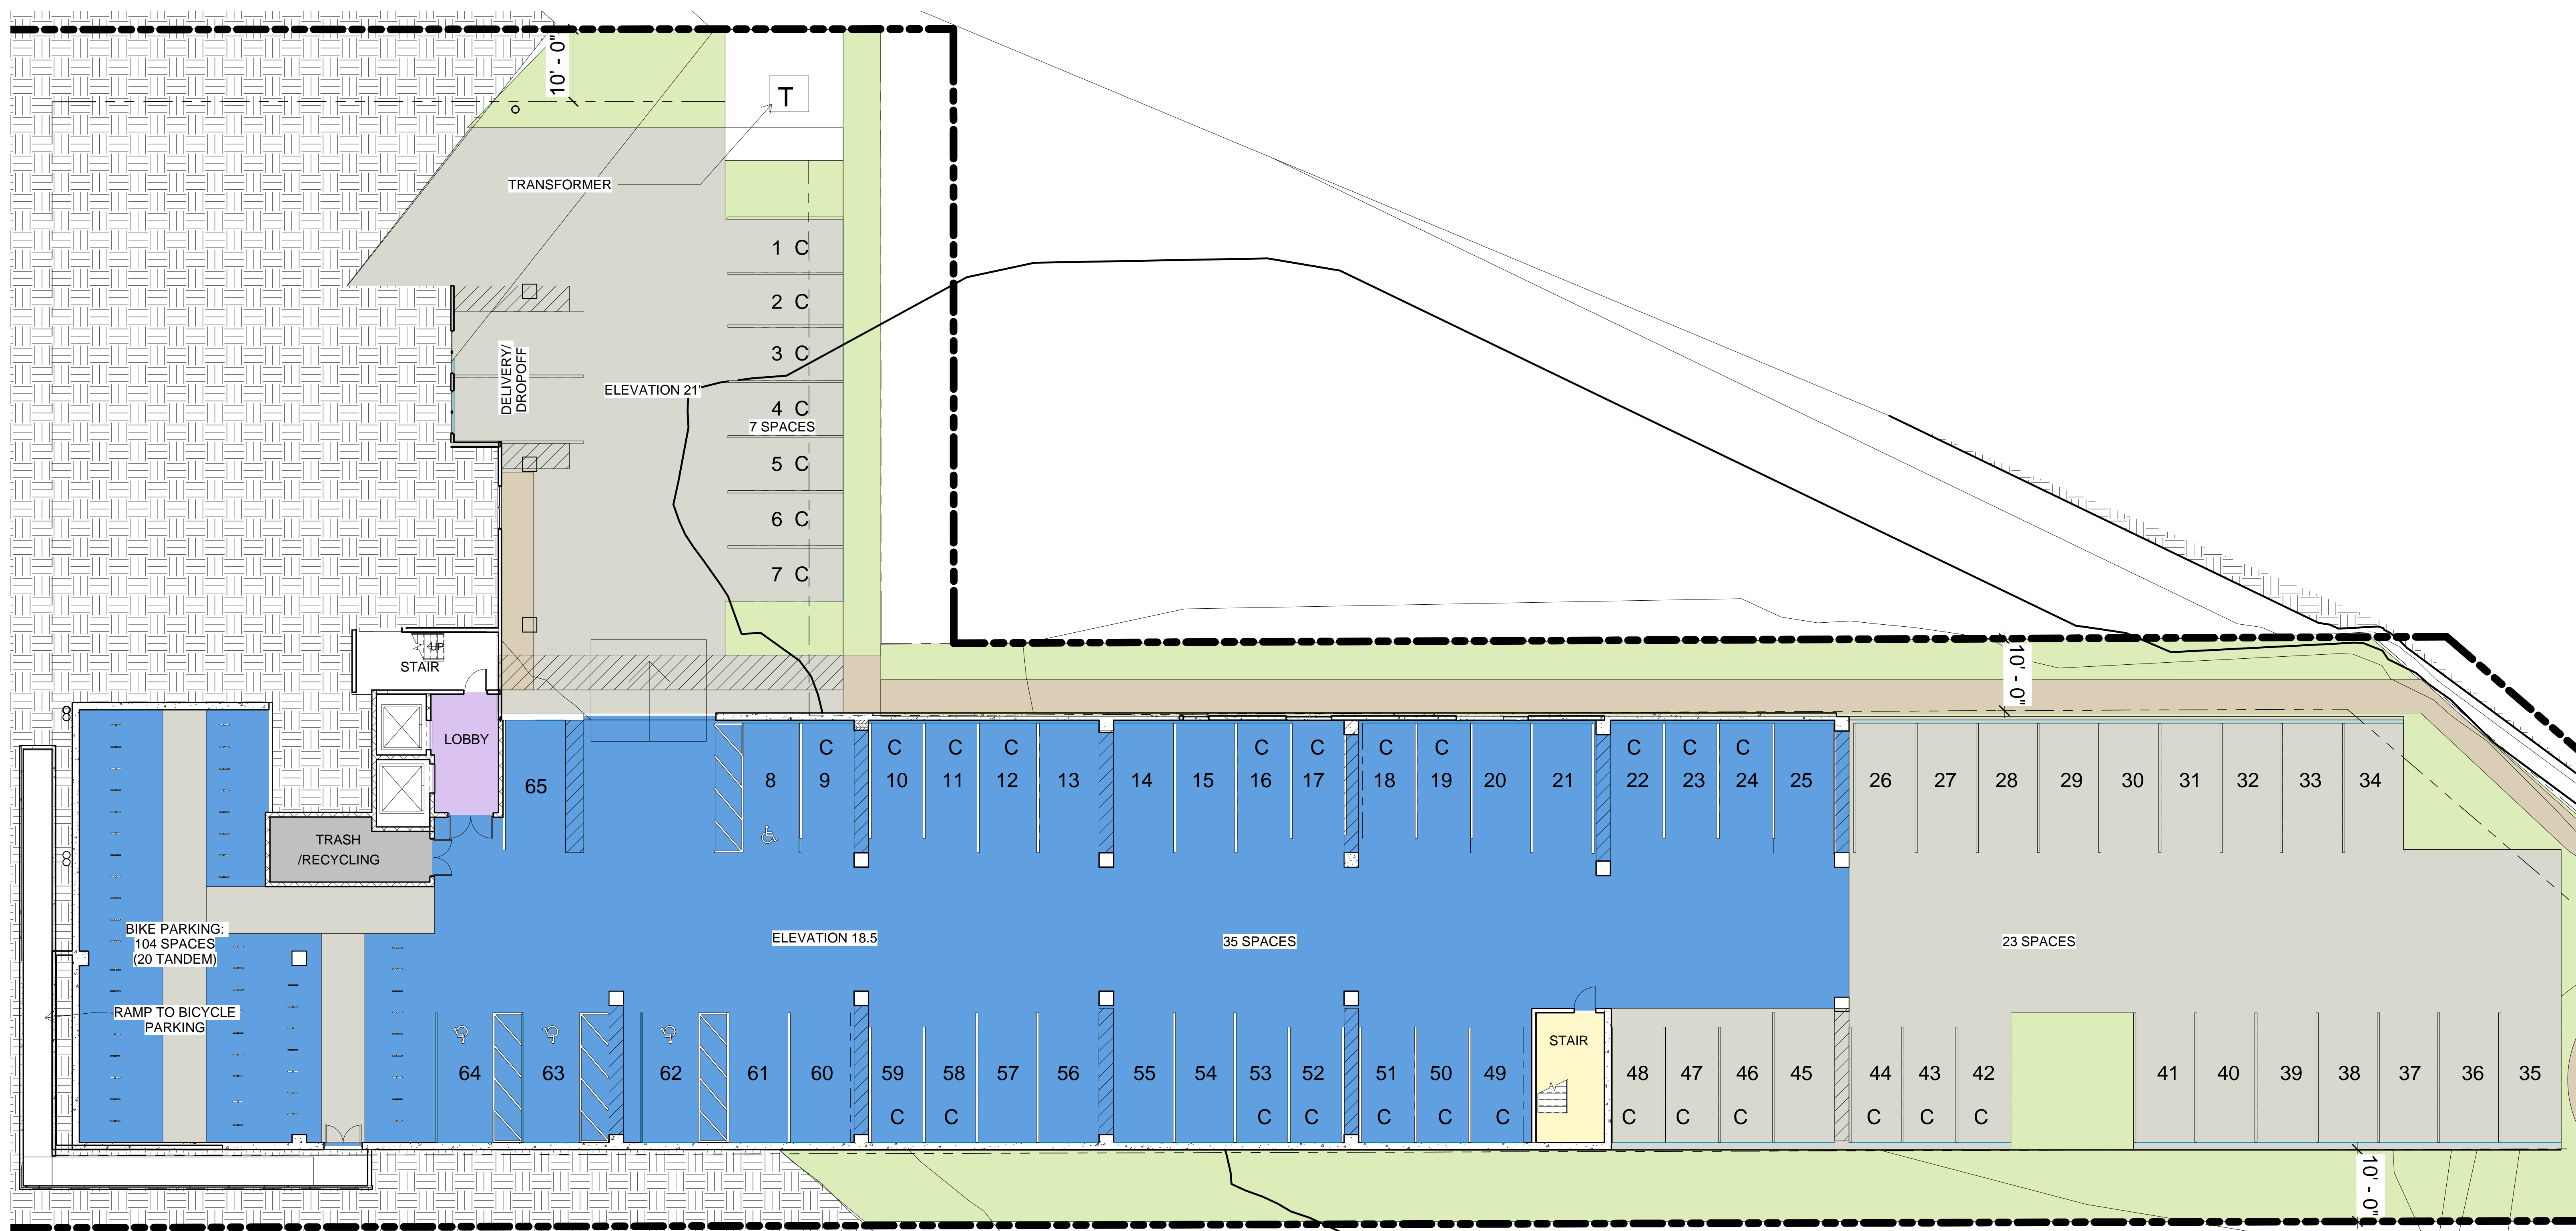 10' - 0"
T
TRANSFORMER
1 C
2 C
3 C
4 C
7 SPACES
5 C
6 C
7 C
DELIVERY/
DROPOFF
ELEVATION 21'
10' - 0"
UP
STAIR
LOBBY
TRASH
/RECYCLING
65
8
C
9
C
10
C
11
C
12
13
14
15
C
16
C
17
C
18
C
19
20
21
C
22
C
23
C
24
25
26
27
28
29
30
31
32
33
34
BIKE PARKING:
104 SPACES
(20 TANDEM)
ELEVATION 18.5
35 SPACES
23 SPACES
RAMP TO BICYCLE
PARKING
64
63
62
61
60
59
C
58
C
57
56
55
54
53
C
52
C
51
C
50
C
49
C
STAIR
48
C
47
C
46
C
45
44
C
43
C
42
C
41
40
39
38
37
36
35
10' - 0"